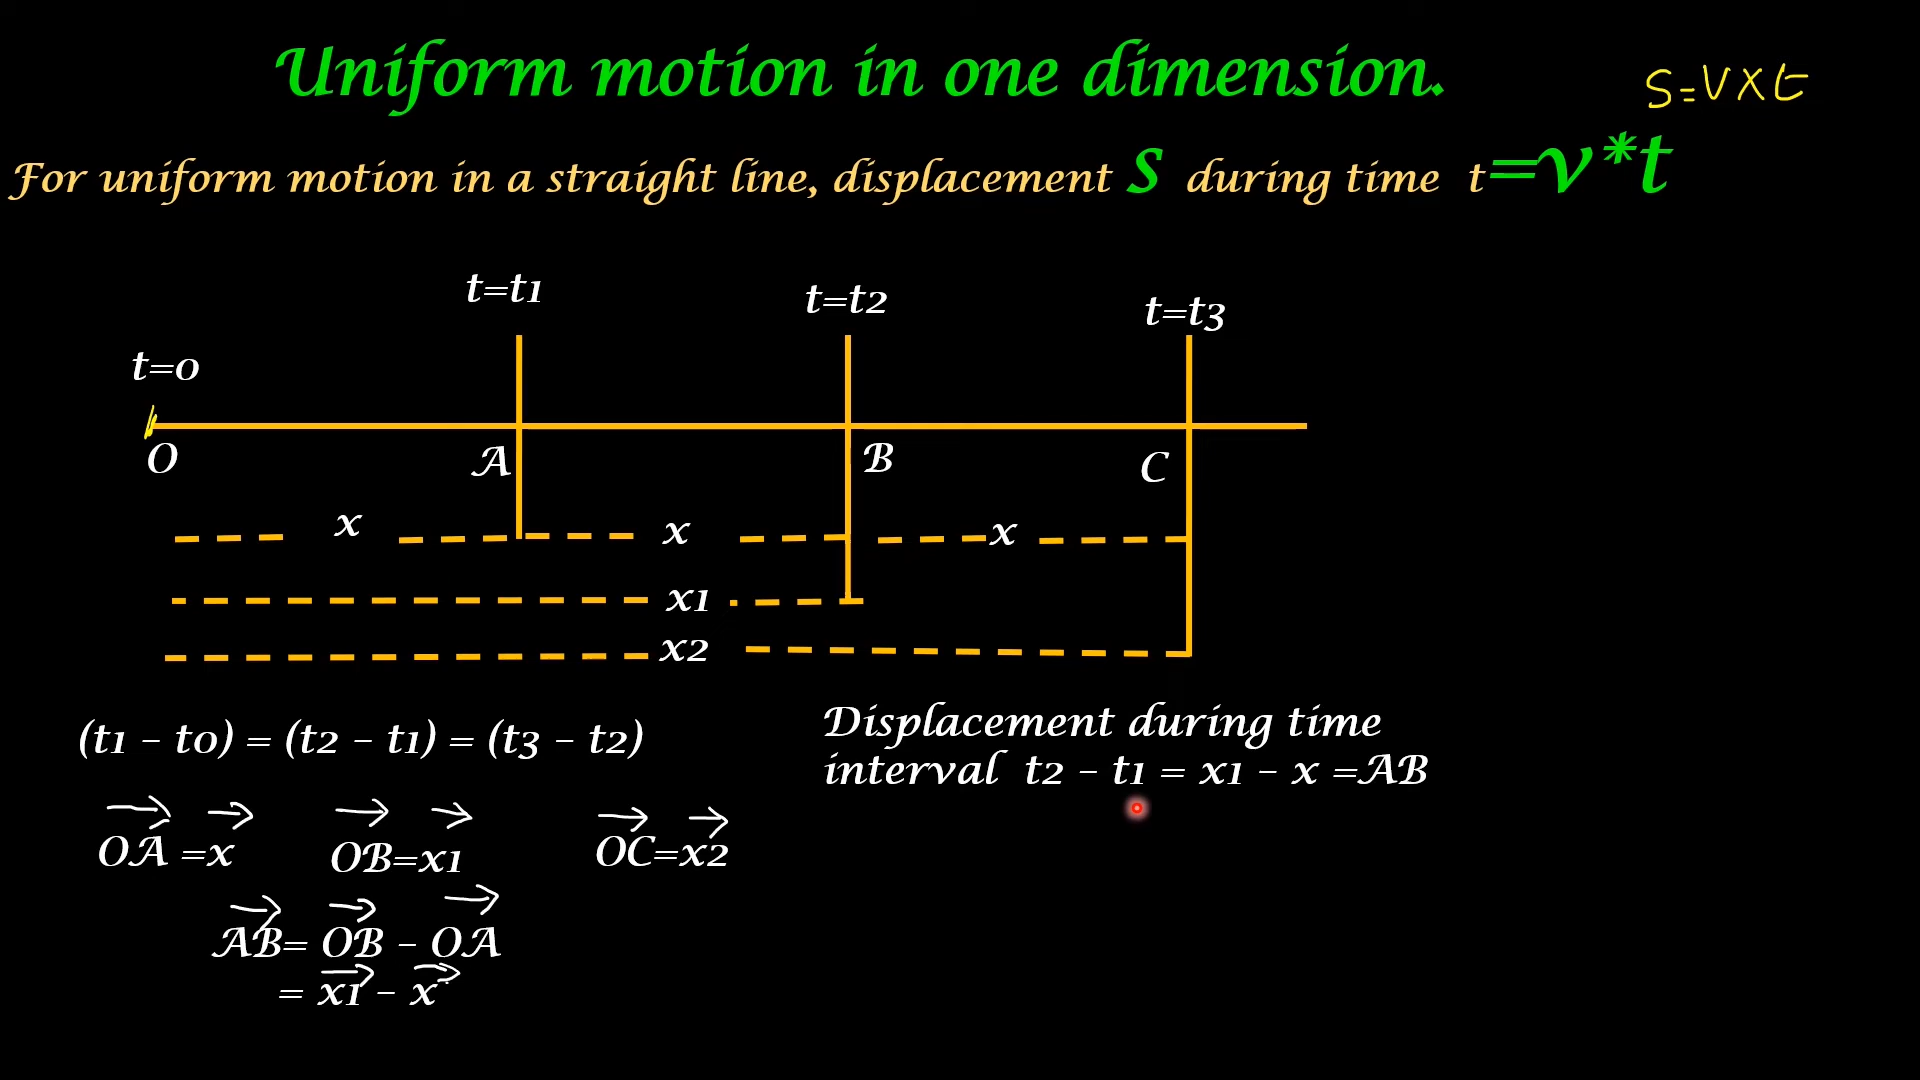 Uniform motion in one dimension.
S=V×t
For uniform motion in a straight line, displacement S during time t=v*t
t=t1
t=t2
t=t3
t=0
O
A
B
C
x
x
x
x1
x2
(t1 – t0) = (t2 – t1) = (t3 – t2)
Displacement during time
interval t2 – t1 = x1 – x =AB
OA =x
OB=x1
OC=x2
AB= OB – OA
= x1 – x